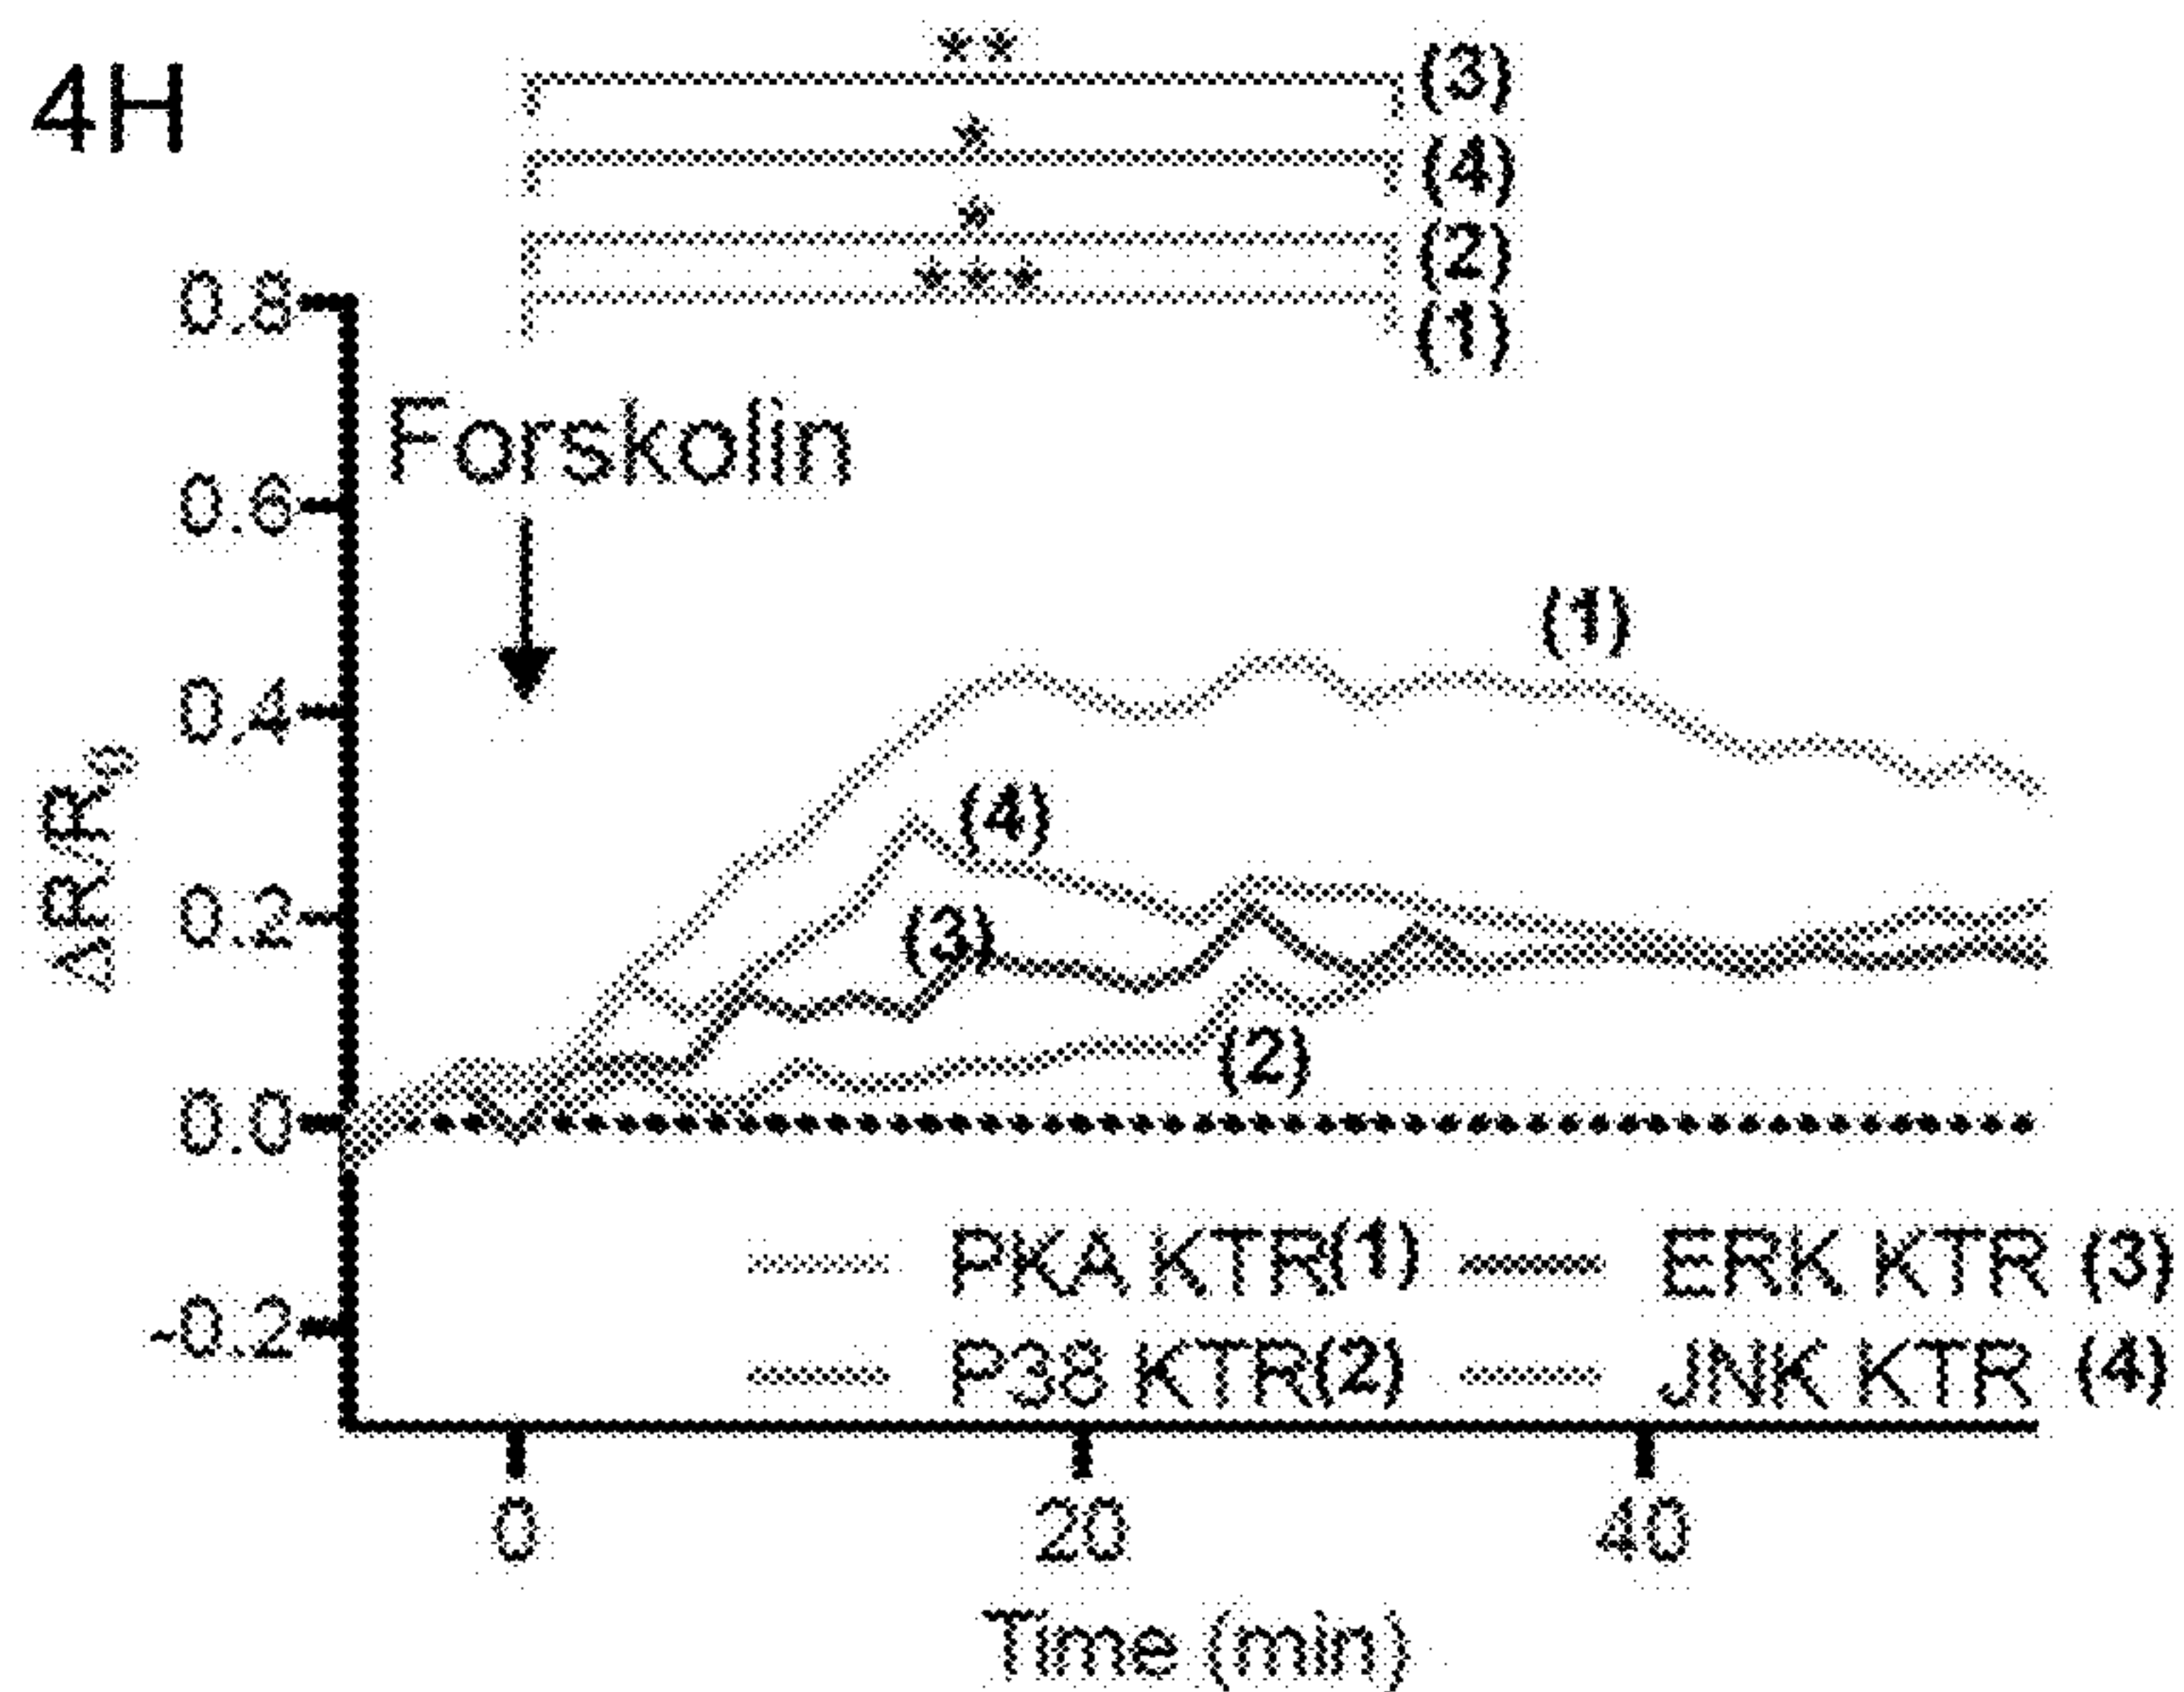 4H
** (3)
* (4)
* (2)
*** (1)
0.8
Forskolin
0.6
(1)
0.4
(4)
0.2
(3)
(2)
0.0
-0.2
ΔR/R₀
PKA KTR(1)
ERK KTR (3)
P38 KTR(2)
JNK KTR (4)
0 20 40
Time (min)